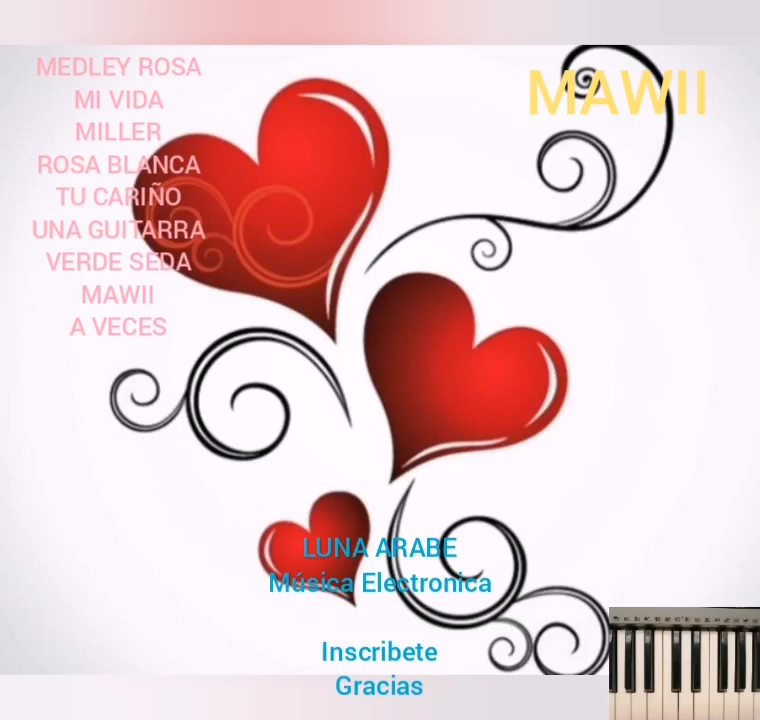 MEDLEY ROSA
MI VIDA
MILLER
ROSA BLANCA
TU CARIÑO
UNA GUITARRA
VERDE SEDA
MAWII
A VECES
MAWII
LUNA ARABE
Música Electronica
Inscribete
Gracias